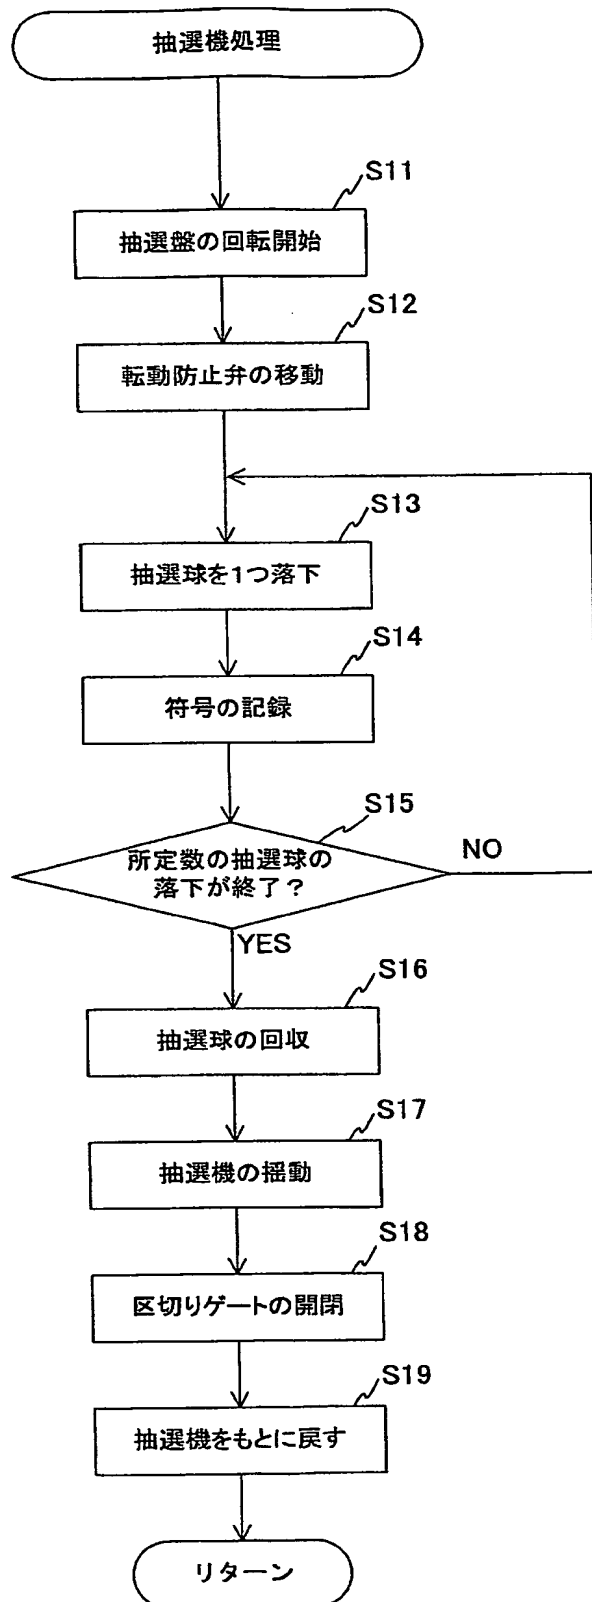 抽選機処理
S11
抽選盤の回転開始
S12
転動防止弁の移動
S13
抽選球を1つ落下
S14
符号の記録
S15
所定数の抽選球の
落下が終了？
NO
YES
S16
抽選球の回収
S17
抽選機の揺動
S18
区切りゲートの開閉
S19
抽選機をもとに戻す
リターン